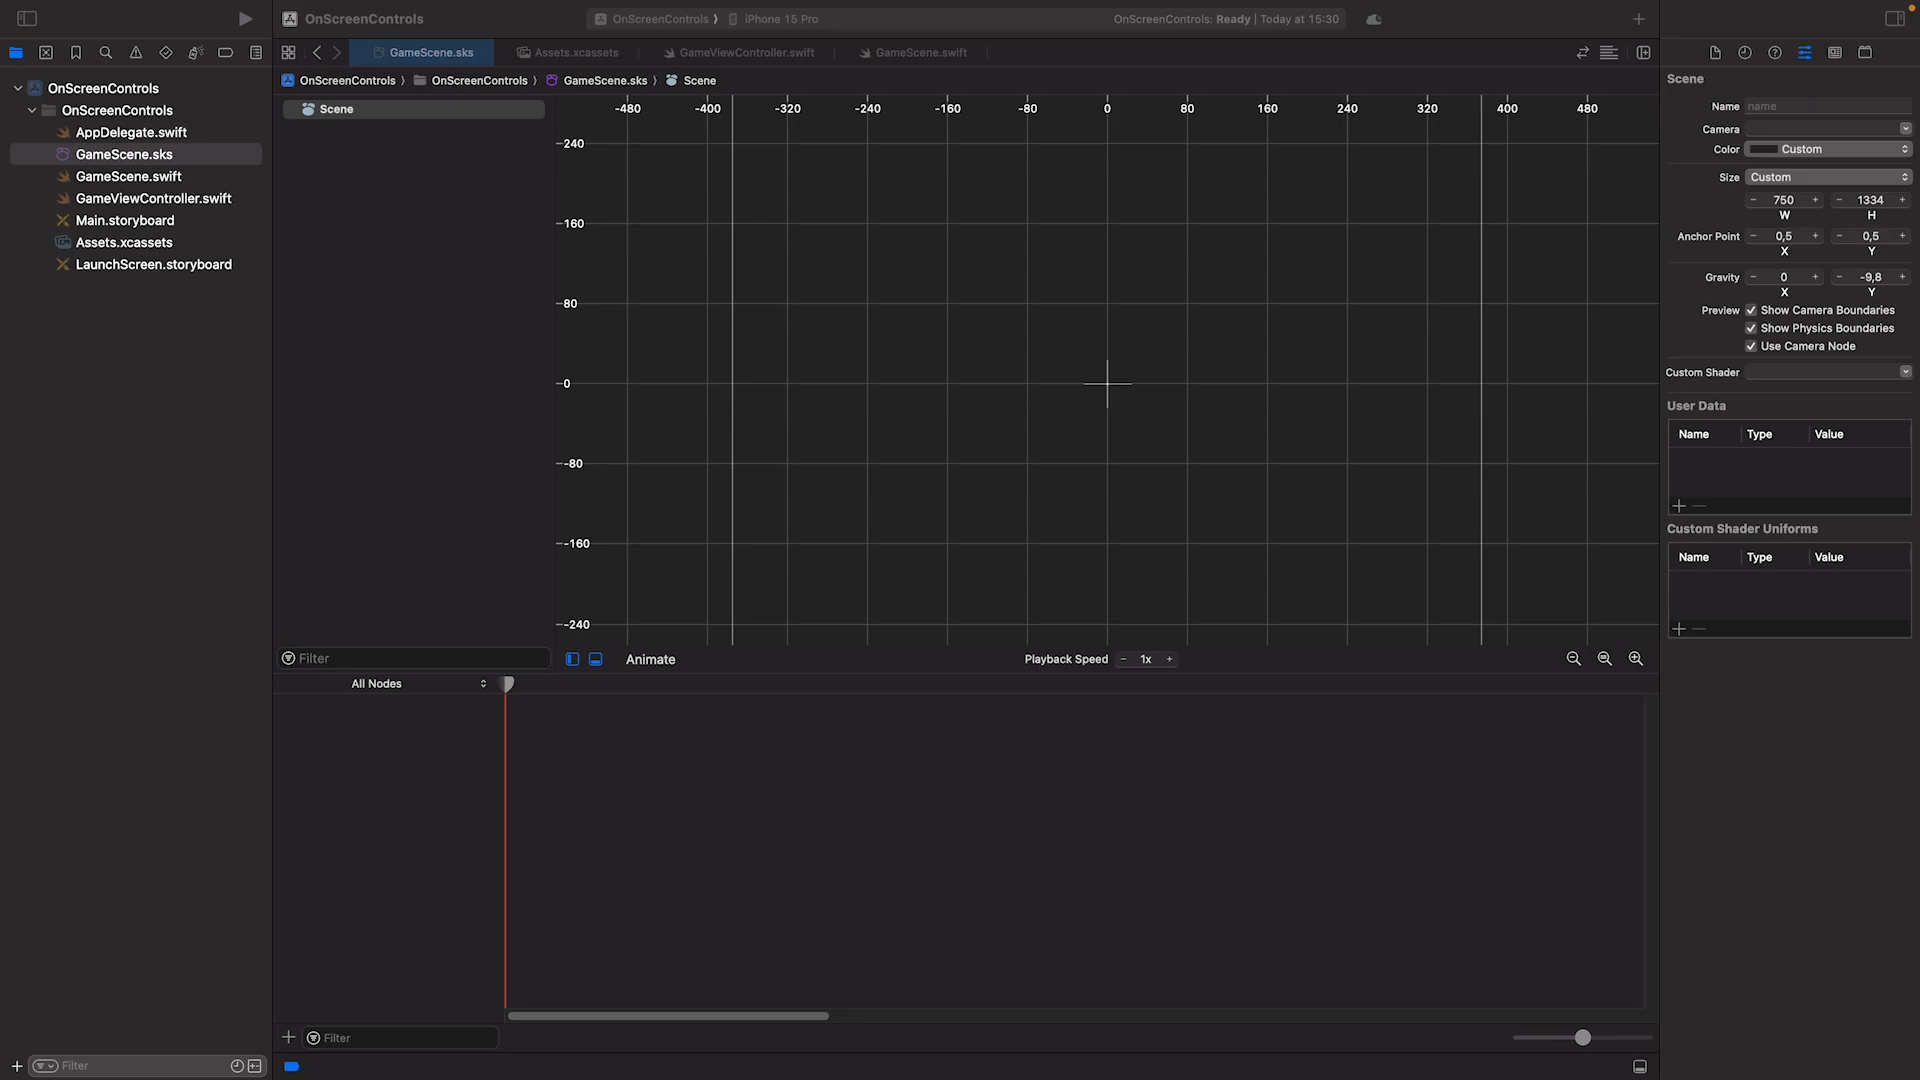 OnScreenControls
OnScreenControls 〉 iPhone 15 Pro
OnScreenControls: Ready | Today at 15:30
GameScene.sks
Assets.xcassets
GameViewController.swift
GameScene.swift
OnScreenControls 〉 OnScreenControls 〉 GameScene.sks 〉 Scene
OnScreenControls
OnScreenControls
AppDelegate.swift
GameScene.sks
GameScene.swift
GameViewController.swift
Main.storyboard
Assets.xcassets
LaunchScreen.storyboard
Filter
Scene
Filter
-480 -400 -320 -240 -160 -80 0 80 160 240 320 400 480
240
160
80
0
-80
-160
-240
Animate
Playback Speed - 1x +
All Nodes
Filter
Scene
Name name
Camera
Color Custom
Size Custom
- 750 + - 1334 +
W H
Anchor Point - 0,5 + - 0,5 +
X Y
Gravity - 0 + - -9,8 +
X Y
Preview Show Camera Boundaries
Show Physics Boundaries
Use Camera Node
Custom Shader
User Data
Name Type Value
Custom Shader Uniforms
Name Type Value